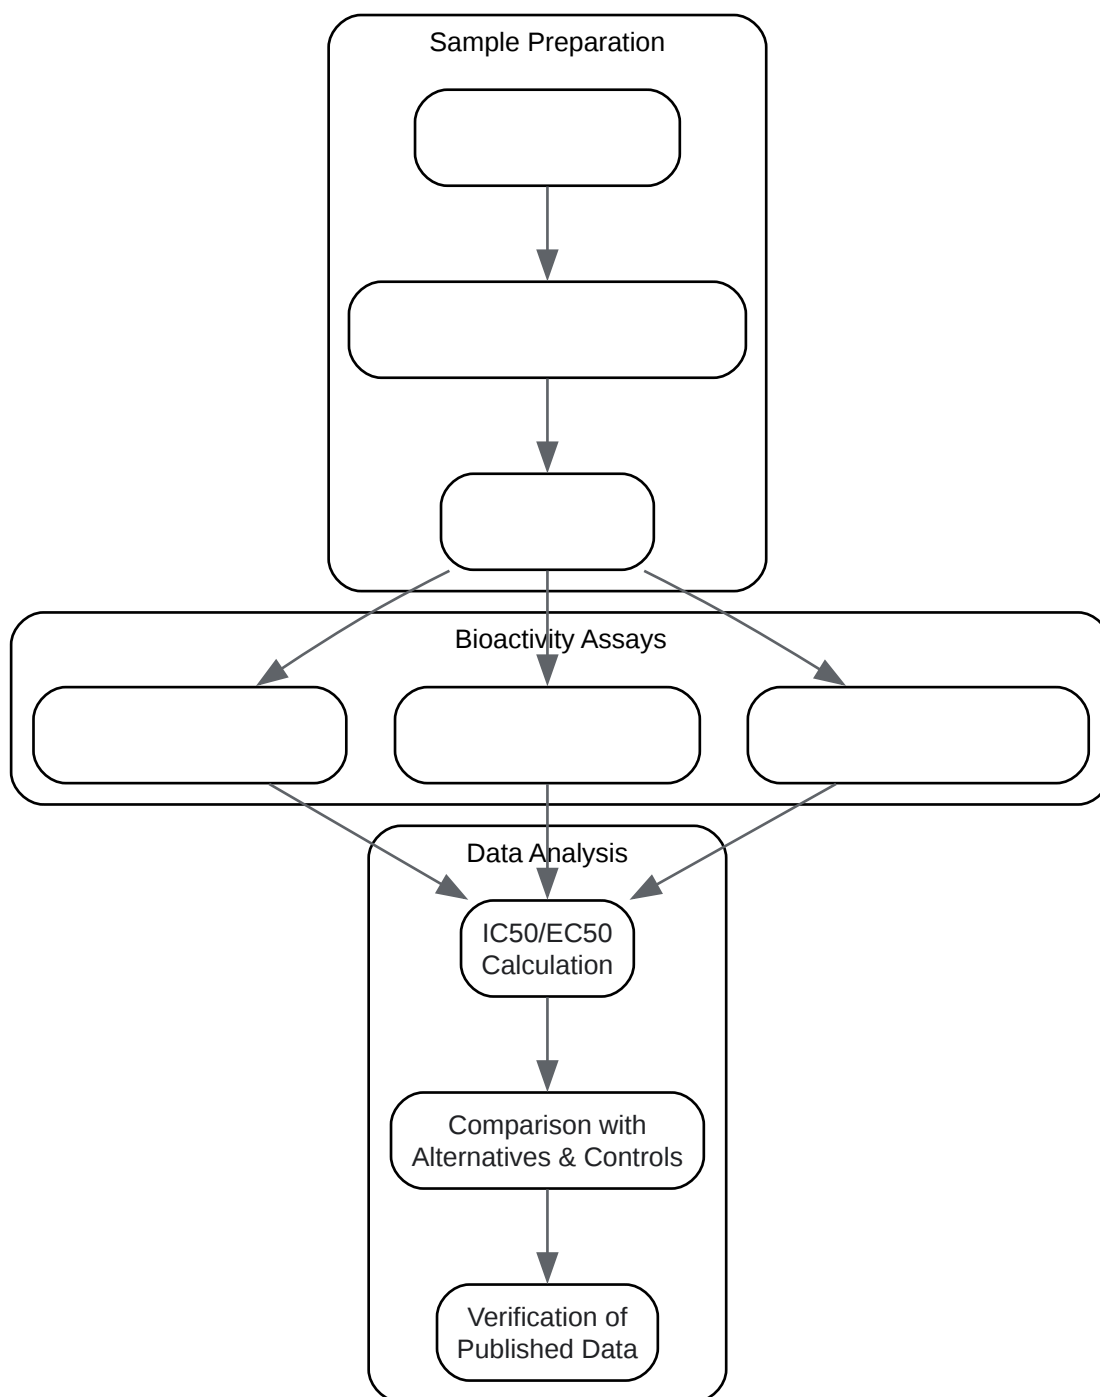 Sample Preparation
Bioactivity Assays
Data Analysis
IC50/EC50
Calculation
Comparison with
Alternatives & Controls
Verification of
Published Data